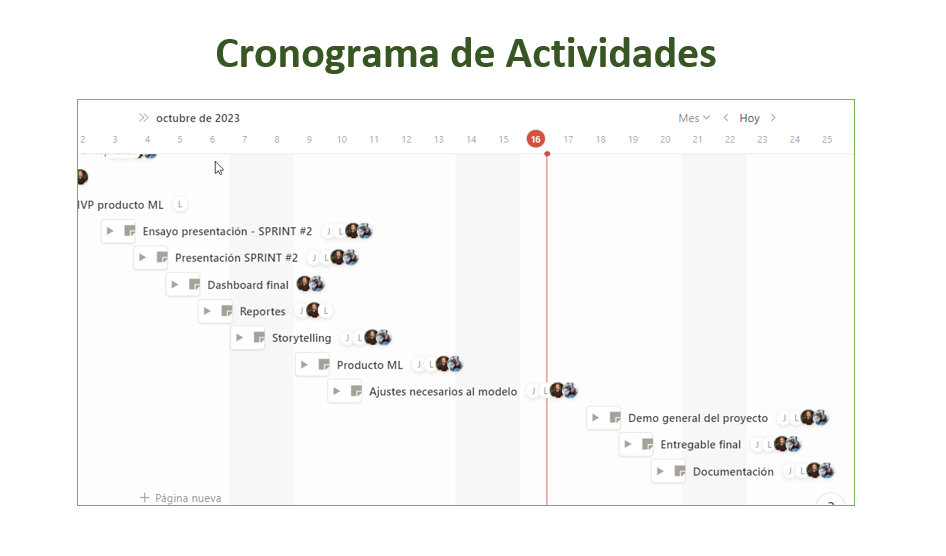 Cronograma de Actividades
octubre de 2023
Mes
Hoy
2 3 4 5 6 7 8 9 10 11 12 13 14 15 16 17 18 19 20 21 22 23 24 25
producto ML L
Ensayo presentación - SPRINT #2 J L
Presentación SPRINT #2 J L
Dashboard final
Reportes J L
Storytelling J L
Producto ML J L
Ajustes necesarios al modelo J L
Demo general del proyecto J L
Entregable final J L
Documentación J L
+ Página nueva